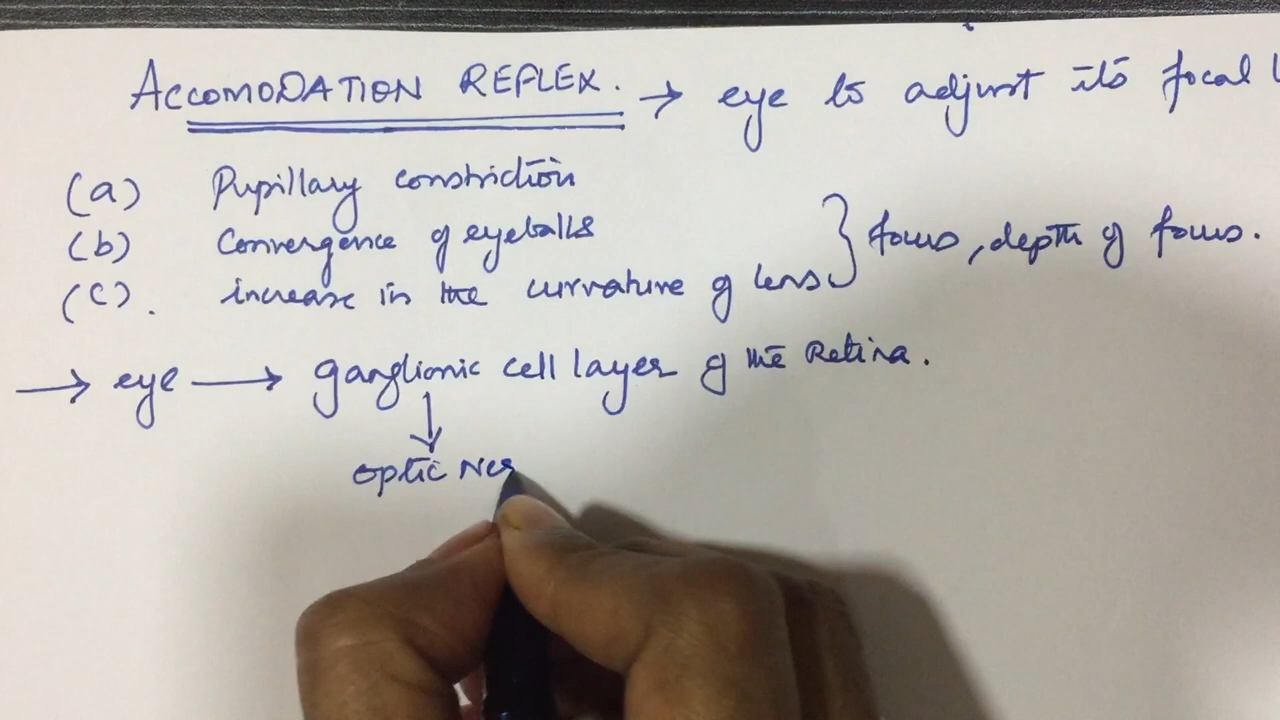 ACCOMODATION REFLEX. → eye to adjust its focal
(a) Pupillary constriction
(b) Convergence of eyeballs
(c). increase in the curvature of lens } focus, depth of focus.
→ eye → ganglionic cell layer of the Retina.
↓
optic Ner